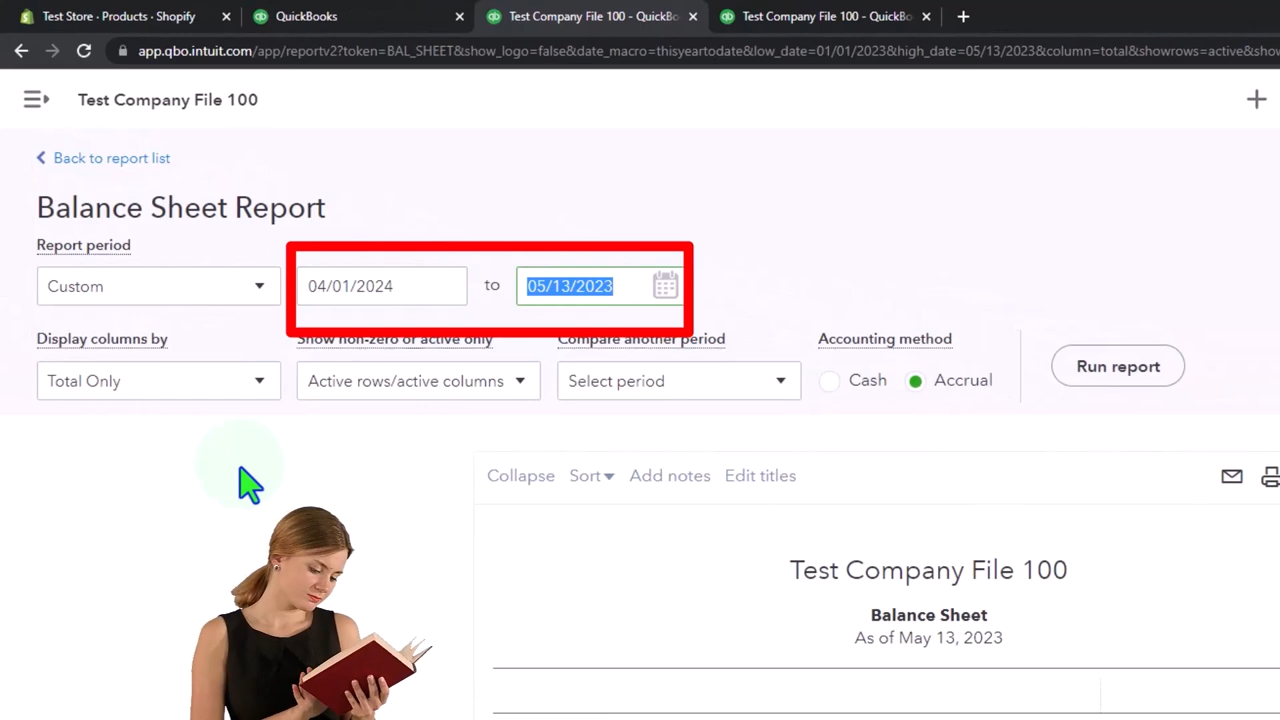 Test Store · Products · Shopify
QuickBooks
Test Company File 100 - QuickBo
Test Company File 100 - QuickBo
app.qbo.intuit.com/app/reportv2?token=BAL_SHEET&show_logo=false&date_macro=thisyeartodate&low_date=01/01/2023&high_date=05/13/2023&column=total&showrows=active&show
Test Company File 100
Back to report list
Balance Sheet Report
Report period
Custom
04/01/2024
to
05/13/2023
Display columns by
Show non-zero or active only
Compare another period
Accounting method
Total Only
Active rows/active columns
Select period
Cash
Accrual
Run report
Collapse
Sort
Add notes
Edit titles
Test Company File 100
Balance Sheet
As of May 13, 2023